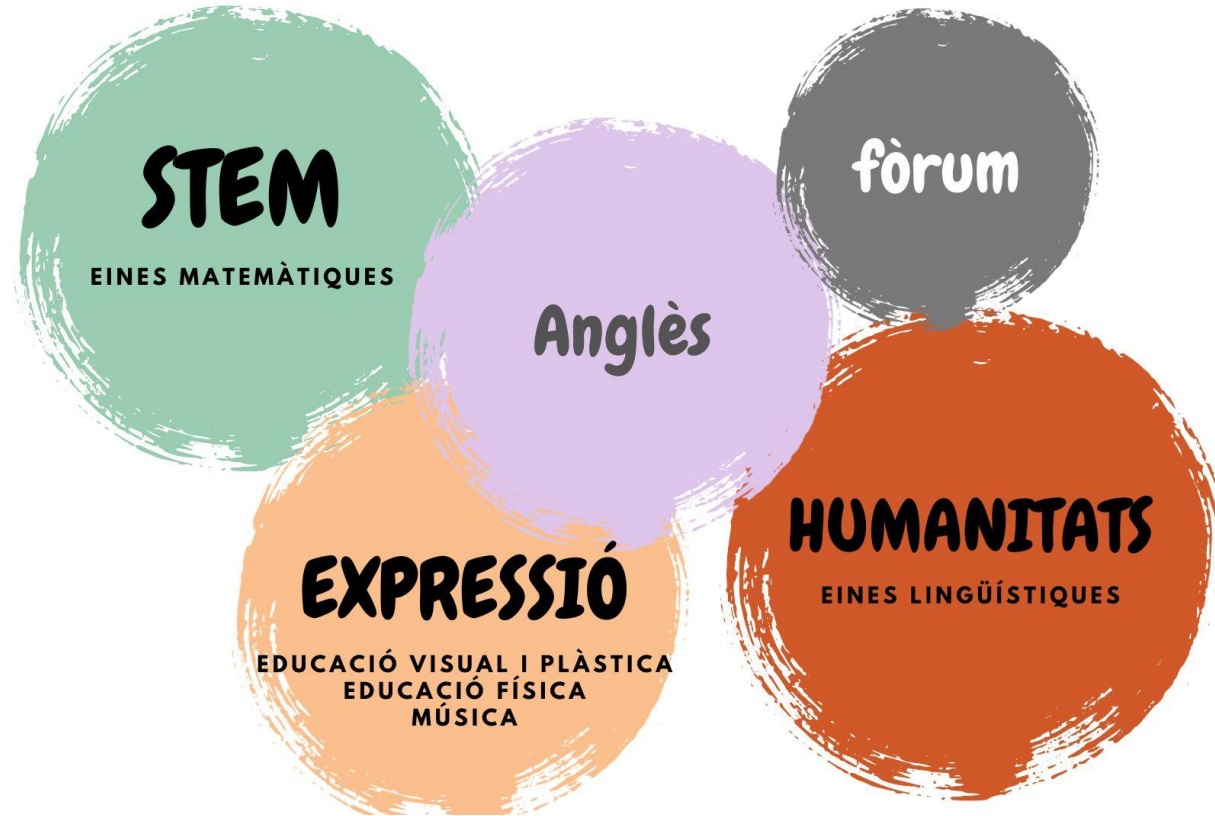 STEM
EINES MATEMÀTIQUES
fòrum
Anglès
EXPRESSIÓ
EDUCACIÓ VISUAL I PLÀSTICA
EDUCACIÓ FÍSICA
MÚSICA
HUMANITATS
EINES LINGÜÍSTIQUES